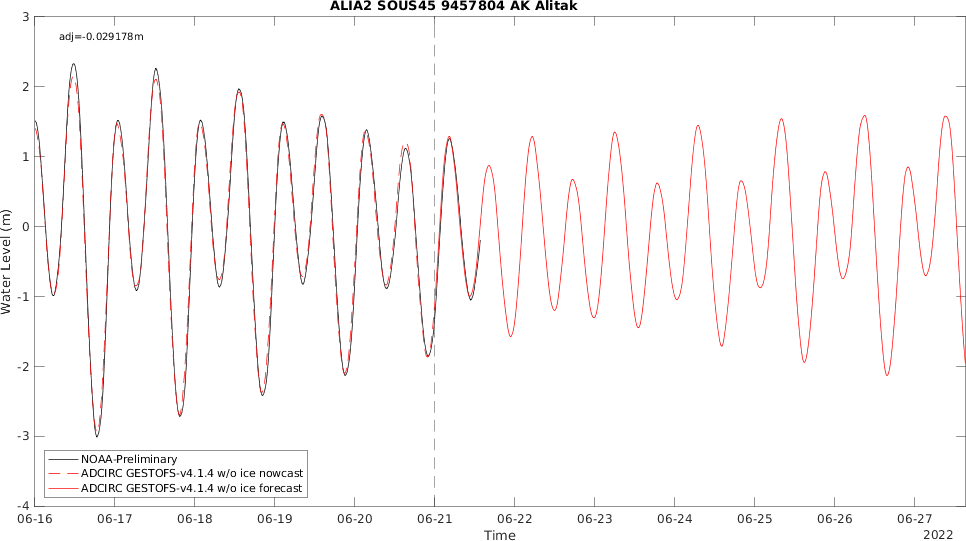 ALIA2 SOUS45 9457804 AK Alitak
adj=-0.029178m
Water Level (m)
3
2
1
0
-1
-2
-3
-4
NOAA-Preliminary
ADCIRC GESTOFS-v4.1.4 w/o ice nowcast
ADCIRC GESTOFS-v4.1.4 w/o ice forecast
06-16 06-17 06-18 06-19 06-20 06-21 06-22 06-23 06-24 06-25 06-26 06-27
Time
2022